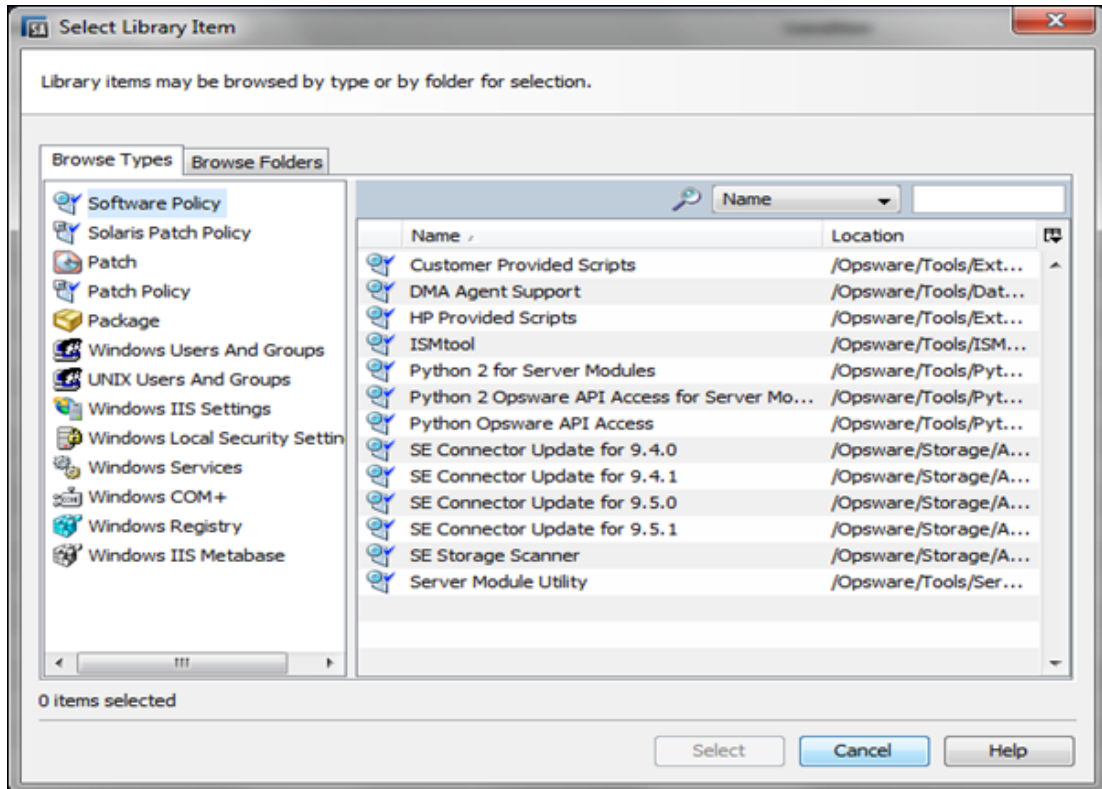 SA Select Library Item
Library items may be browsed by type or by folder for selection.
Browse Types Browse Folders
Software Policy
Solaris Patch Policy
Patch
Patch Policy
Package
Windows Users And Groups
UNIX Users And Groups
Windows IIS Settings
Windows Local Security Settin
Windows Services
Windows COM+
Windows Registry
Windows IIS Metabase
Name
Name Location
Customer Provided Scripts /Opsware/Tools/Ext...
DMA Agent Support /Opsware/Tools/Dat...
HP Provided Scripts /Opsware/Tools/Ext...
ISMtool /Opsware/Tools/ISM...
Python 2 for Server Modules /Opsware/Tools/Pyt...
Python 2 Opsware API Access for Server Mo... /Opsware/Tools/Pyt...
Python Opsware API Access /Opsware/Tools/Pyt...
SE Connector Update for 9.4.0 /Opsware/Storage/A...
SE Connector Update for 9.4.1 /Opsware/Storage/A...
SE Connector Update for 9.5.0 /Opsware/Storage/A...
SE Connector Update for 9.5.1 /Opsware/Storage/A...
SE Storage Scanner /Opsware/Storage/A...
Server Module Utility /Opsware/Tools/Ser...
0 items selected
Select Cancel Help